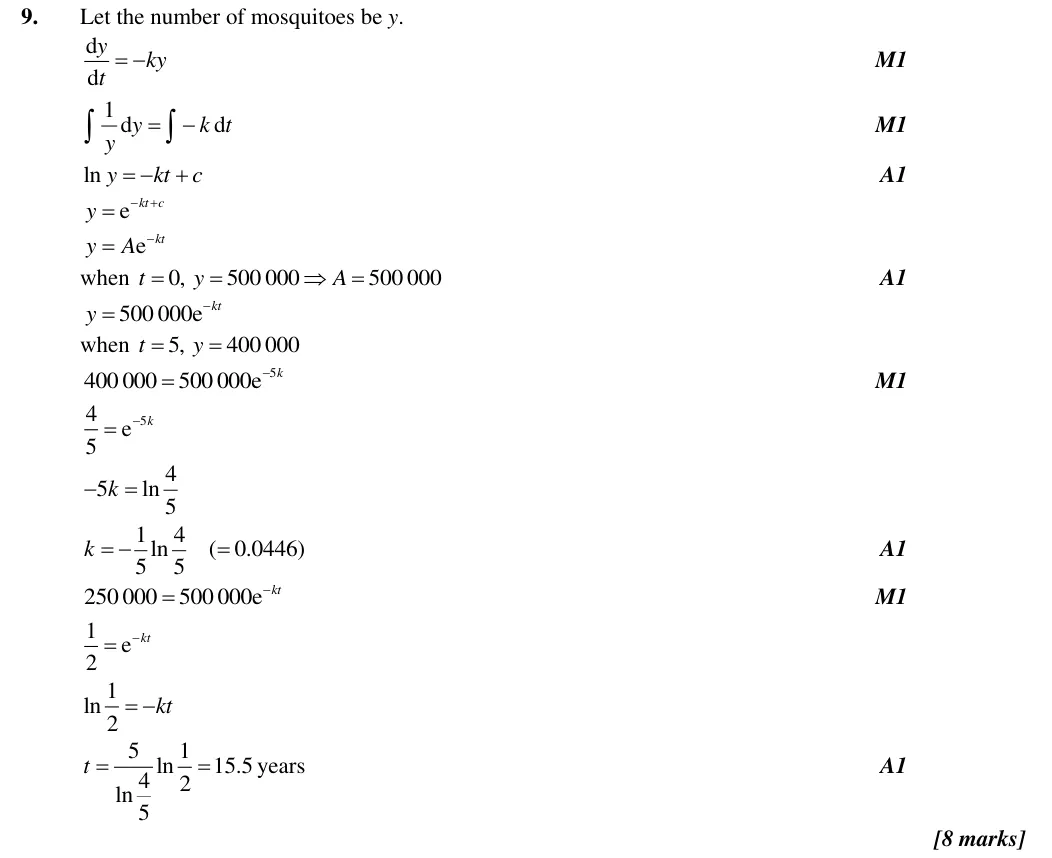 9. Let the number of mosquitoes be y.
dy/dt = −ky M1
∫ 1/y dy = ∫ − k dt M1
ln y = −kt + c A1
y = e^(−kt+c)
y = Ae^(−kt)
when t = 0, y = 500 000 ⇒ A = 500 000 A1
y = 500 000e^(−kt)
when t = 5, y = 400 000
400 000 = 500 000e^(−5k) M1
4/5 = e^(−5k)
−5k = ln 4/5
k = − 1/5 ln 4/5 (= 0.0446) A1
250 000 = 500 000e^(−kt) M1
1/2 = e^(−kt)
ln 1/2 = −kt
t = 5/(ln 4/5) ln 1/2 = 15.5 years A1
[8 marks]